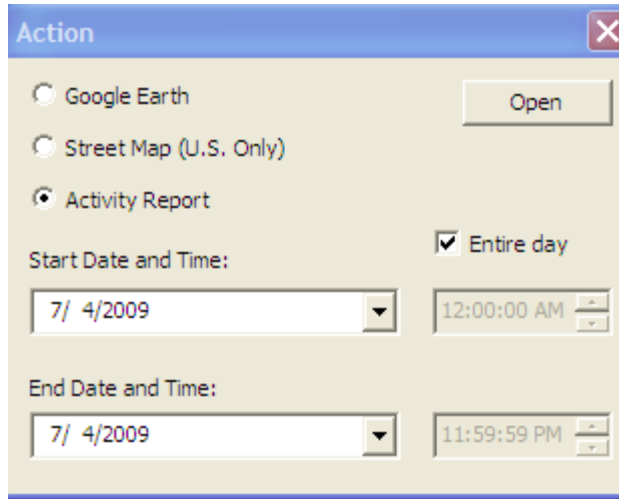 Action
Google Earth
Open
Street Map (U.S. Only)
Activity Report
Entire day
Start Date and Time:
7/ 4/2009
12:00:00 AM
End Date and Time:
7/ 4/2009
11:59:59 PM